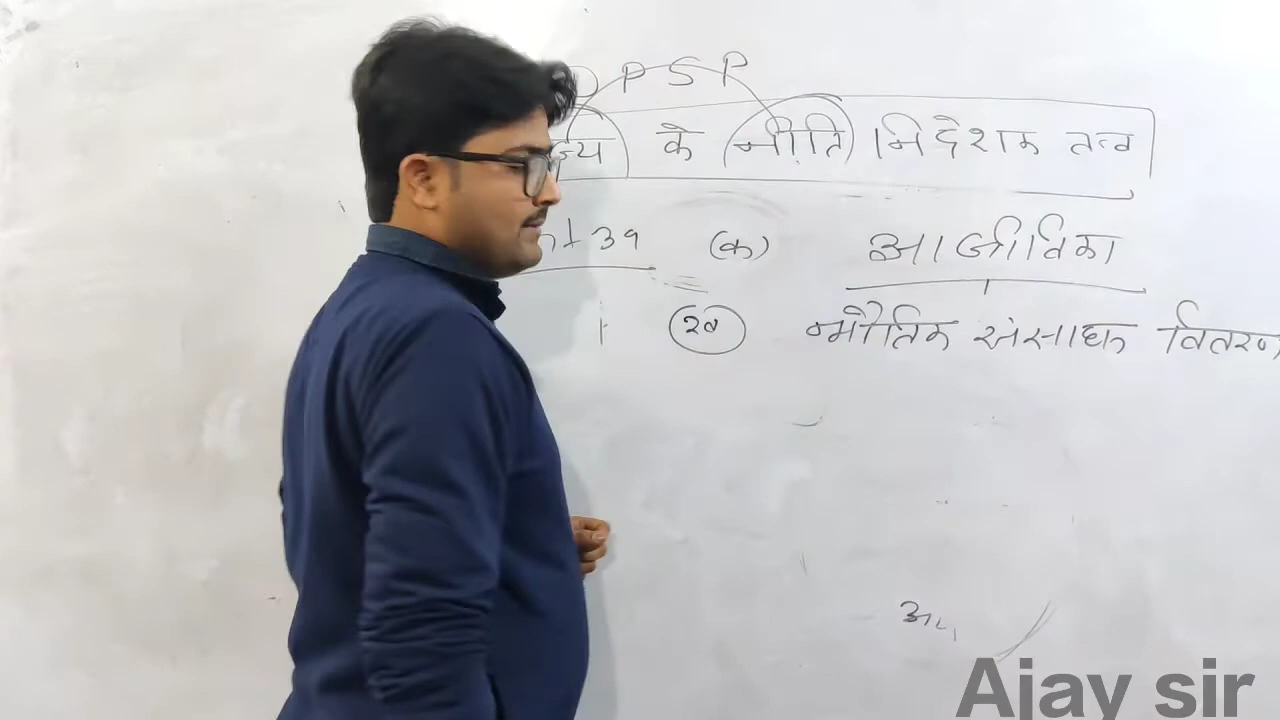 DPSP
के नीति निदेशक तत्व
39 (क) आजीविका
(ख) भौतिक संसाधन वितरण
Ajay sir